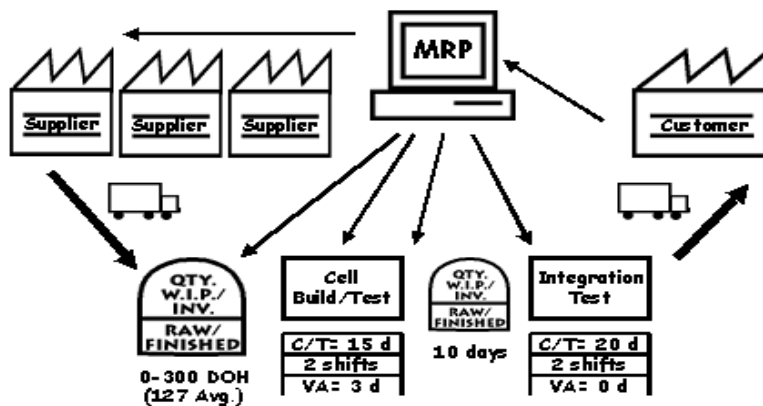 MRP
Supplier
Supplier
Supplier
Customer
QTY.
W.I.P./
INV.
RAW/
FINISHED
0-300 DOH
(127 Avg.)
Cell
Build/Test
C/T= 15 d
2 shifts
VA= 3 d
QTY.
W.I.P./
INV.
RAW/
FINISHED
10 days
Integration
Test
C/T= 20 d
2 shifts
VA= 0 d